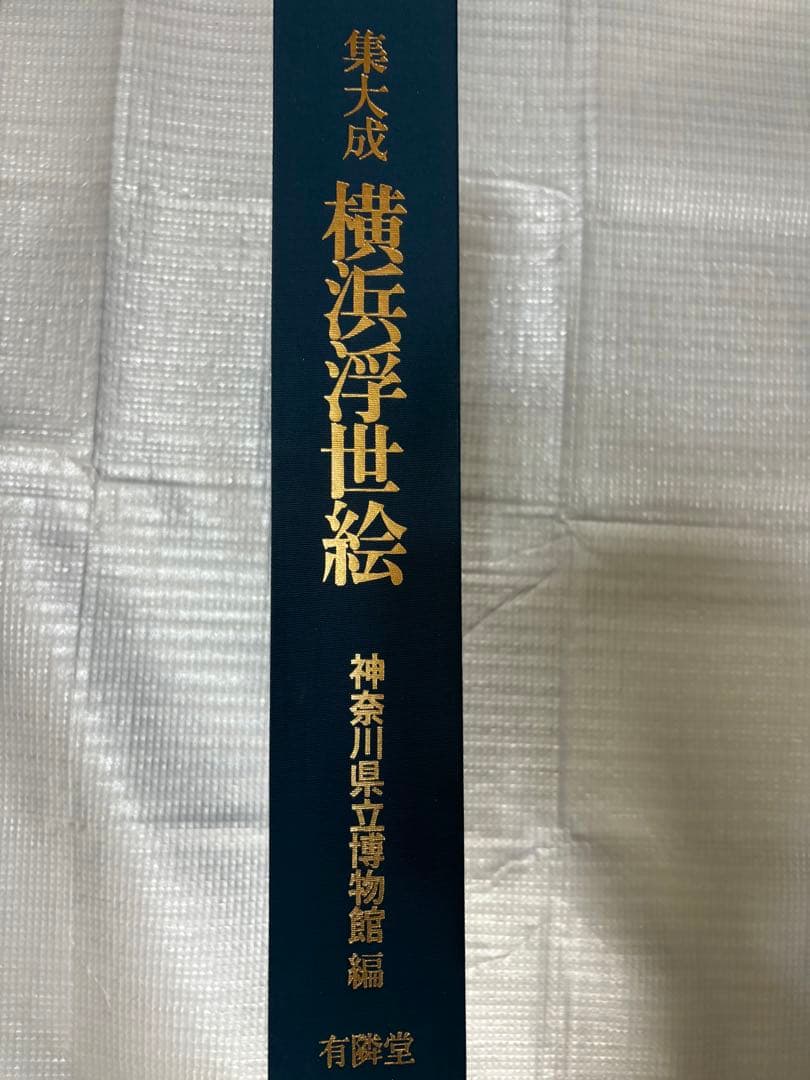 集大成
横浜浮世絵
神奈川県立博物館 編
有隣堂